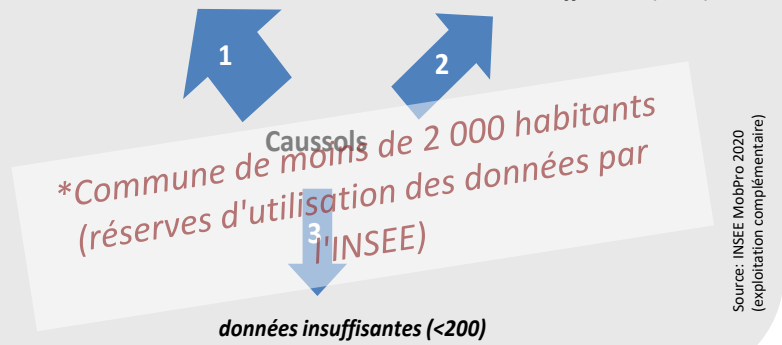 1
2
Caussols
*Commune de moins de 2 000 habitants
(réserves d'utilisation des données par
l'INSEE)
3
données insuffisantes (<200)
Source: INSEE MobPro 2020
(exploitation complémentaire)